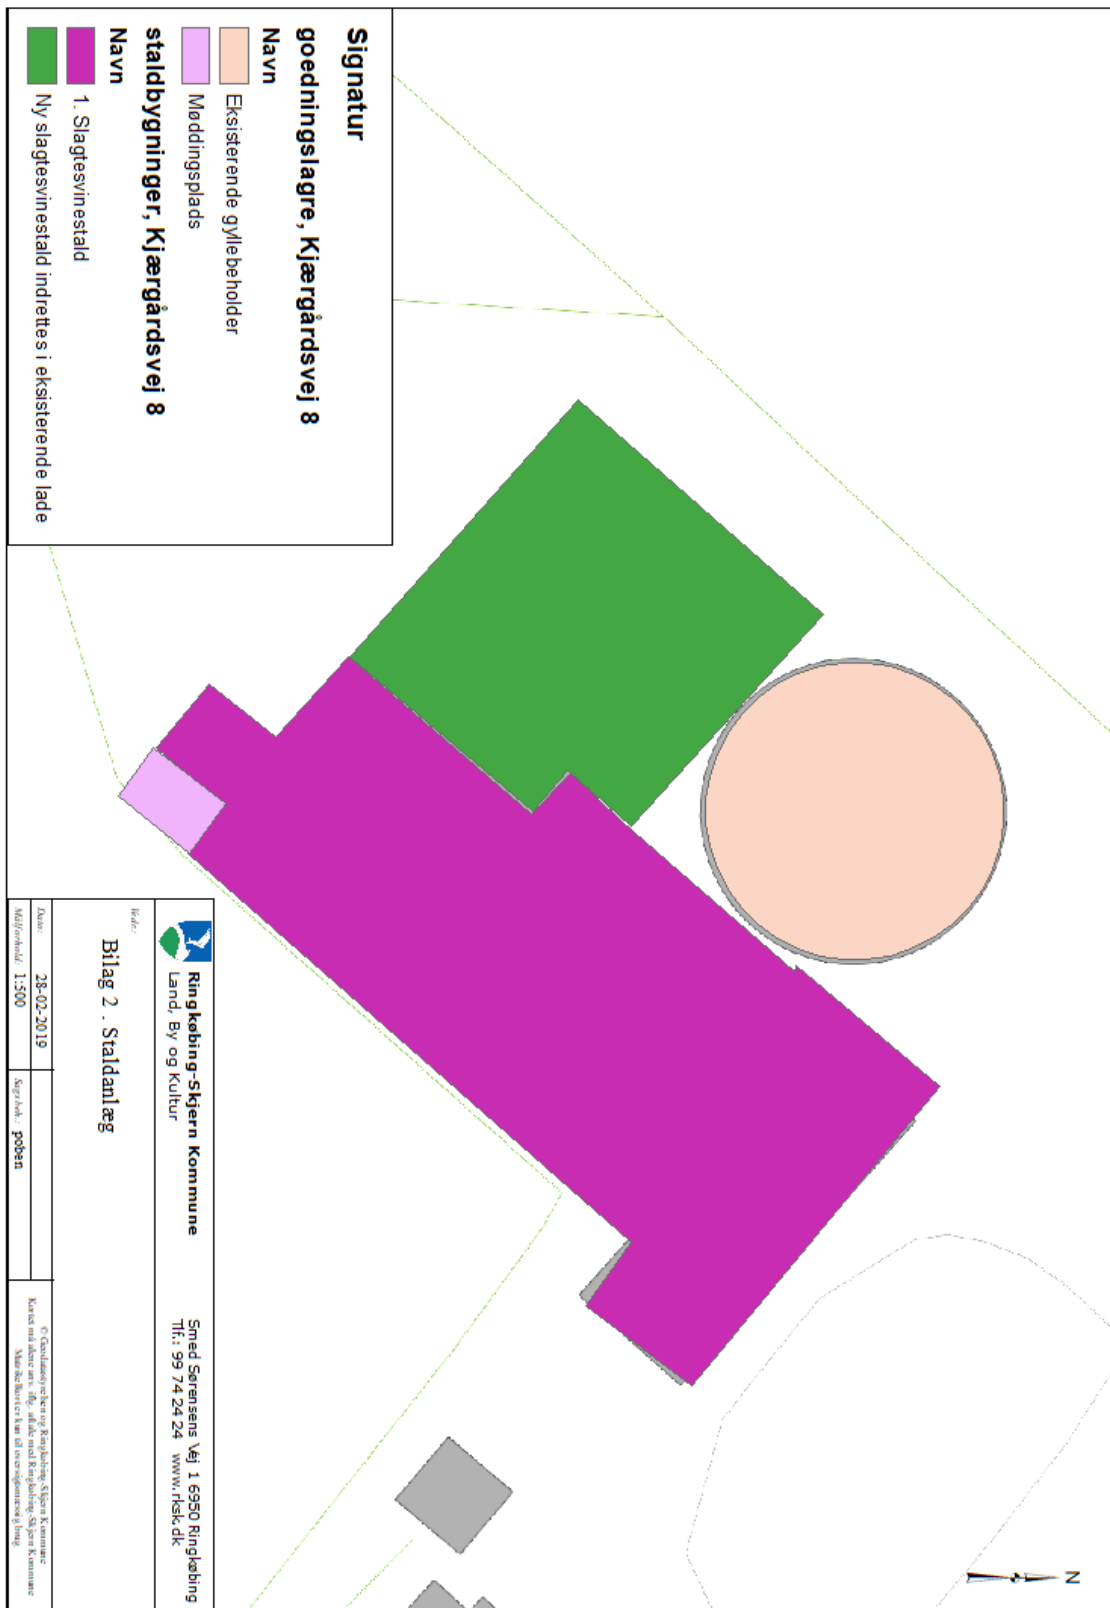 N
Signatur
goedningslagre, Kjærgårdsvej 8
Navn
Eksisterende gyllebeholder
Møddingsplads
staldbygninger, Kjærgårdsvej 8
Navn
1. Slagtesvinestald
Ny slagtesvinestald indrettes i eksisterende lade
Ringkøbing-Skjern Kommune
Land, By og Kultur
Smed Sørensens Vej 1 6950 Ringkøbing
Tlf.: 99 74 24 24 www.rksk.dk
Bilag 2 . Staldanlæg
Dato: 28-02-2019
Målforhold: 1:500
Sagsbeh.: poben